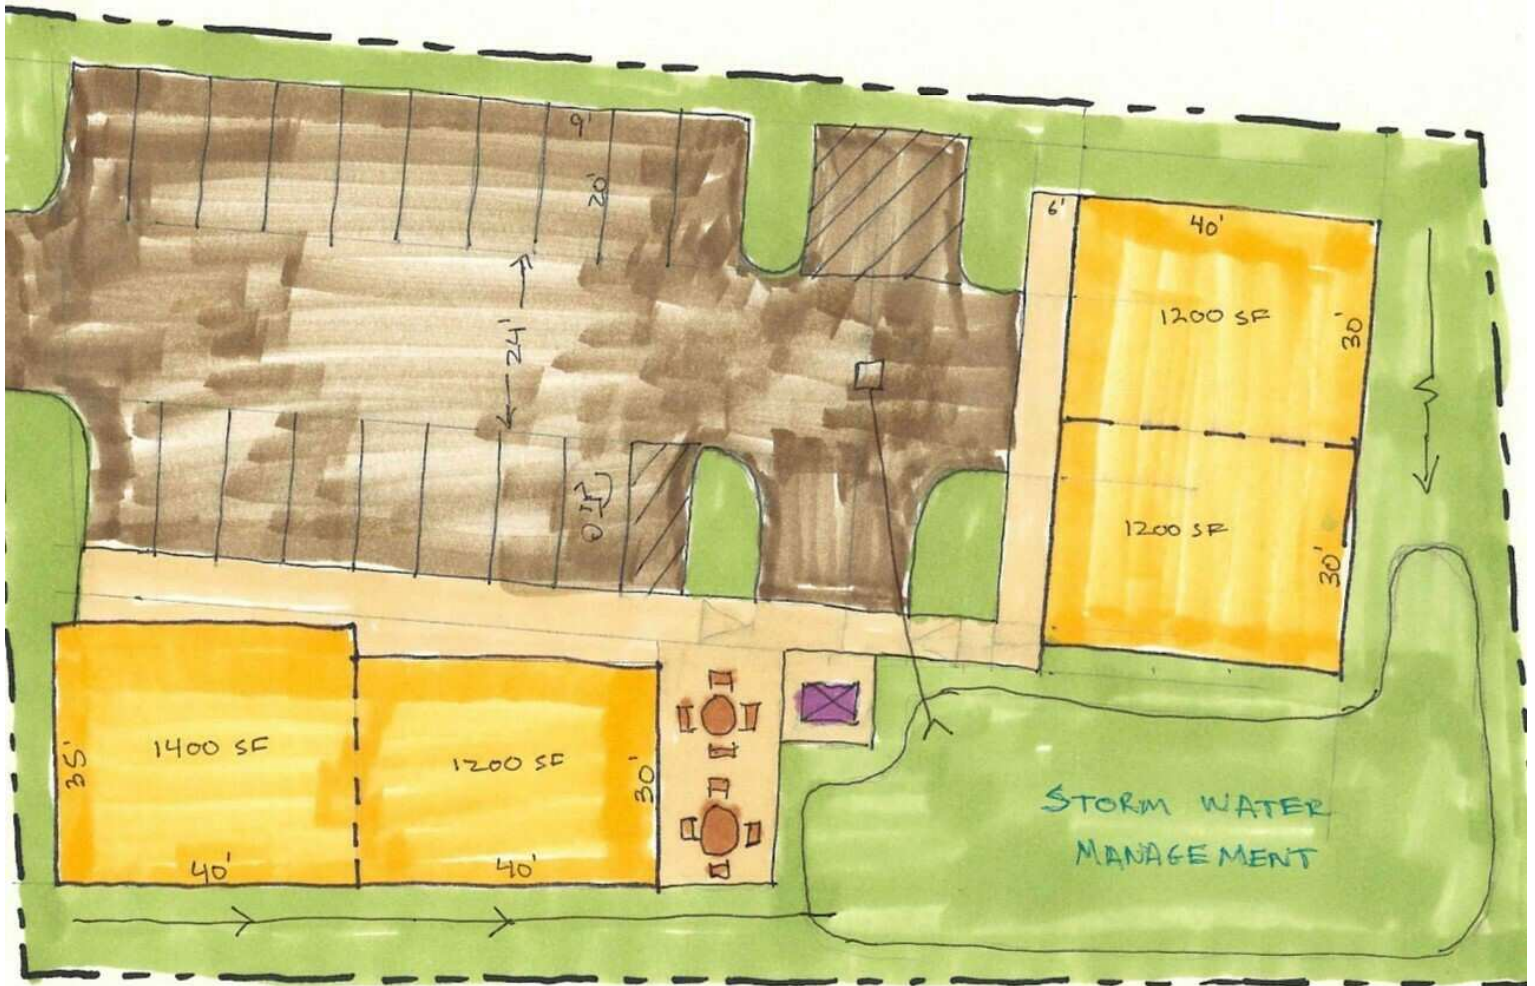 9'
20'
6'
40'
1200 SF
30'
24'
1200 SF
30'
1400 SF
35'
40'
1200 SF
30'
40'
STORM WATER
MANAGEMENT